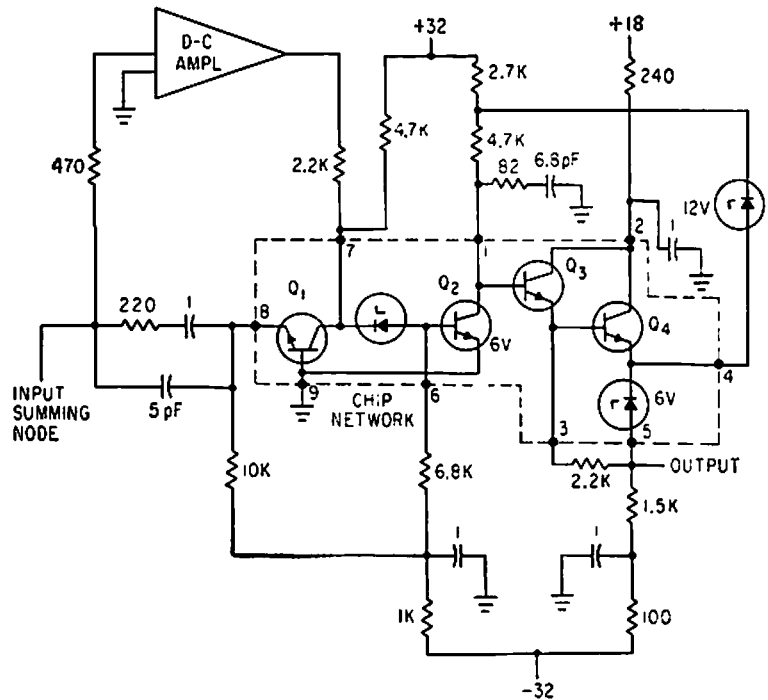 D-C
AMPL
+32
+18
2.7K
240
4.7K
4.7K
470
2.2K
82
6.8pF
12V
2
1
7
1
Q1
Q2
Q3
220
1
8
L
Q4
6V
4
INPUT
SUMMING
NODE
5pF
9
CHIP
NETWORK
6
6V
3
5
OUTPUT
2.2K
10K
6.8K
1.5K
1
1
1K
100
-32